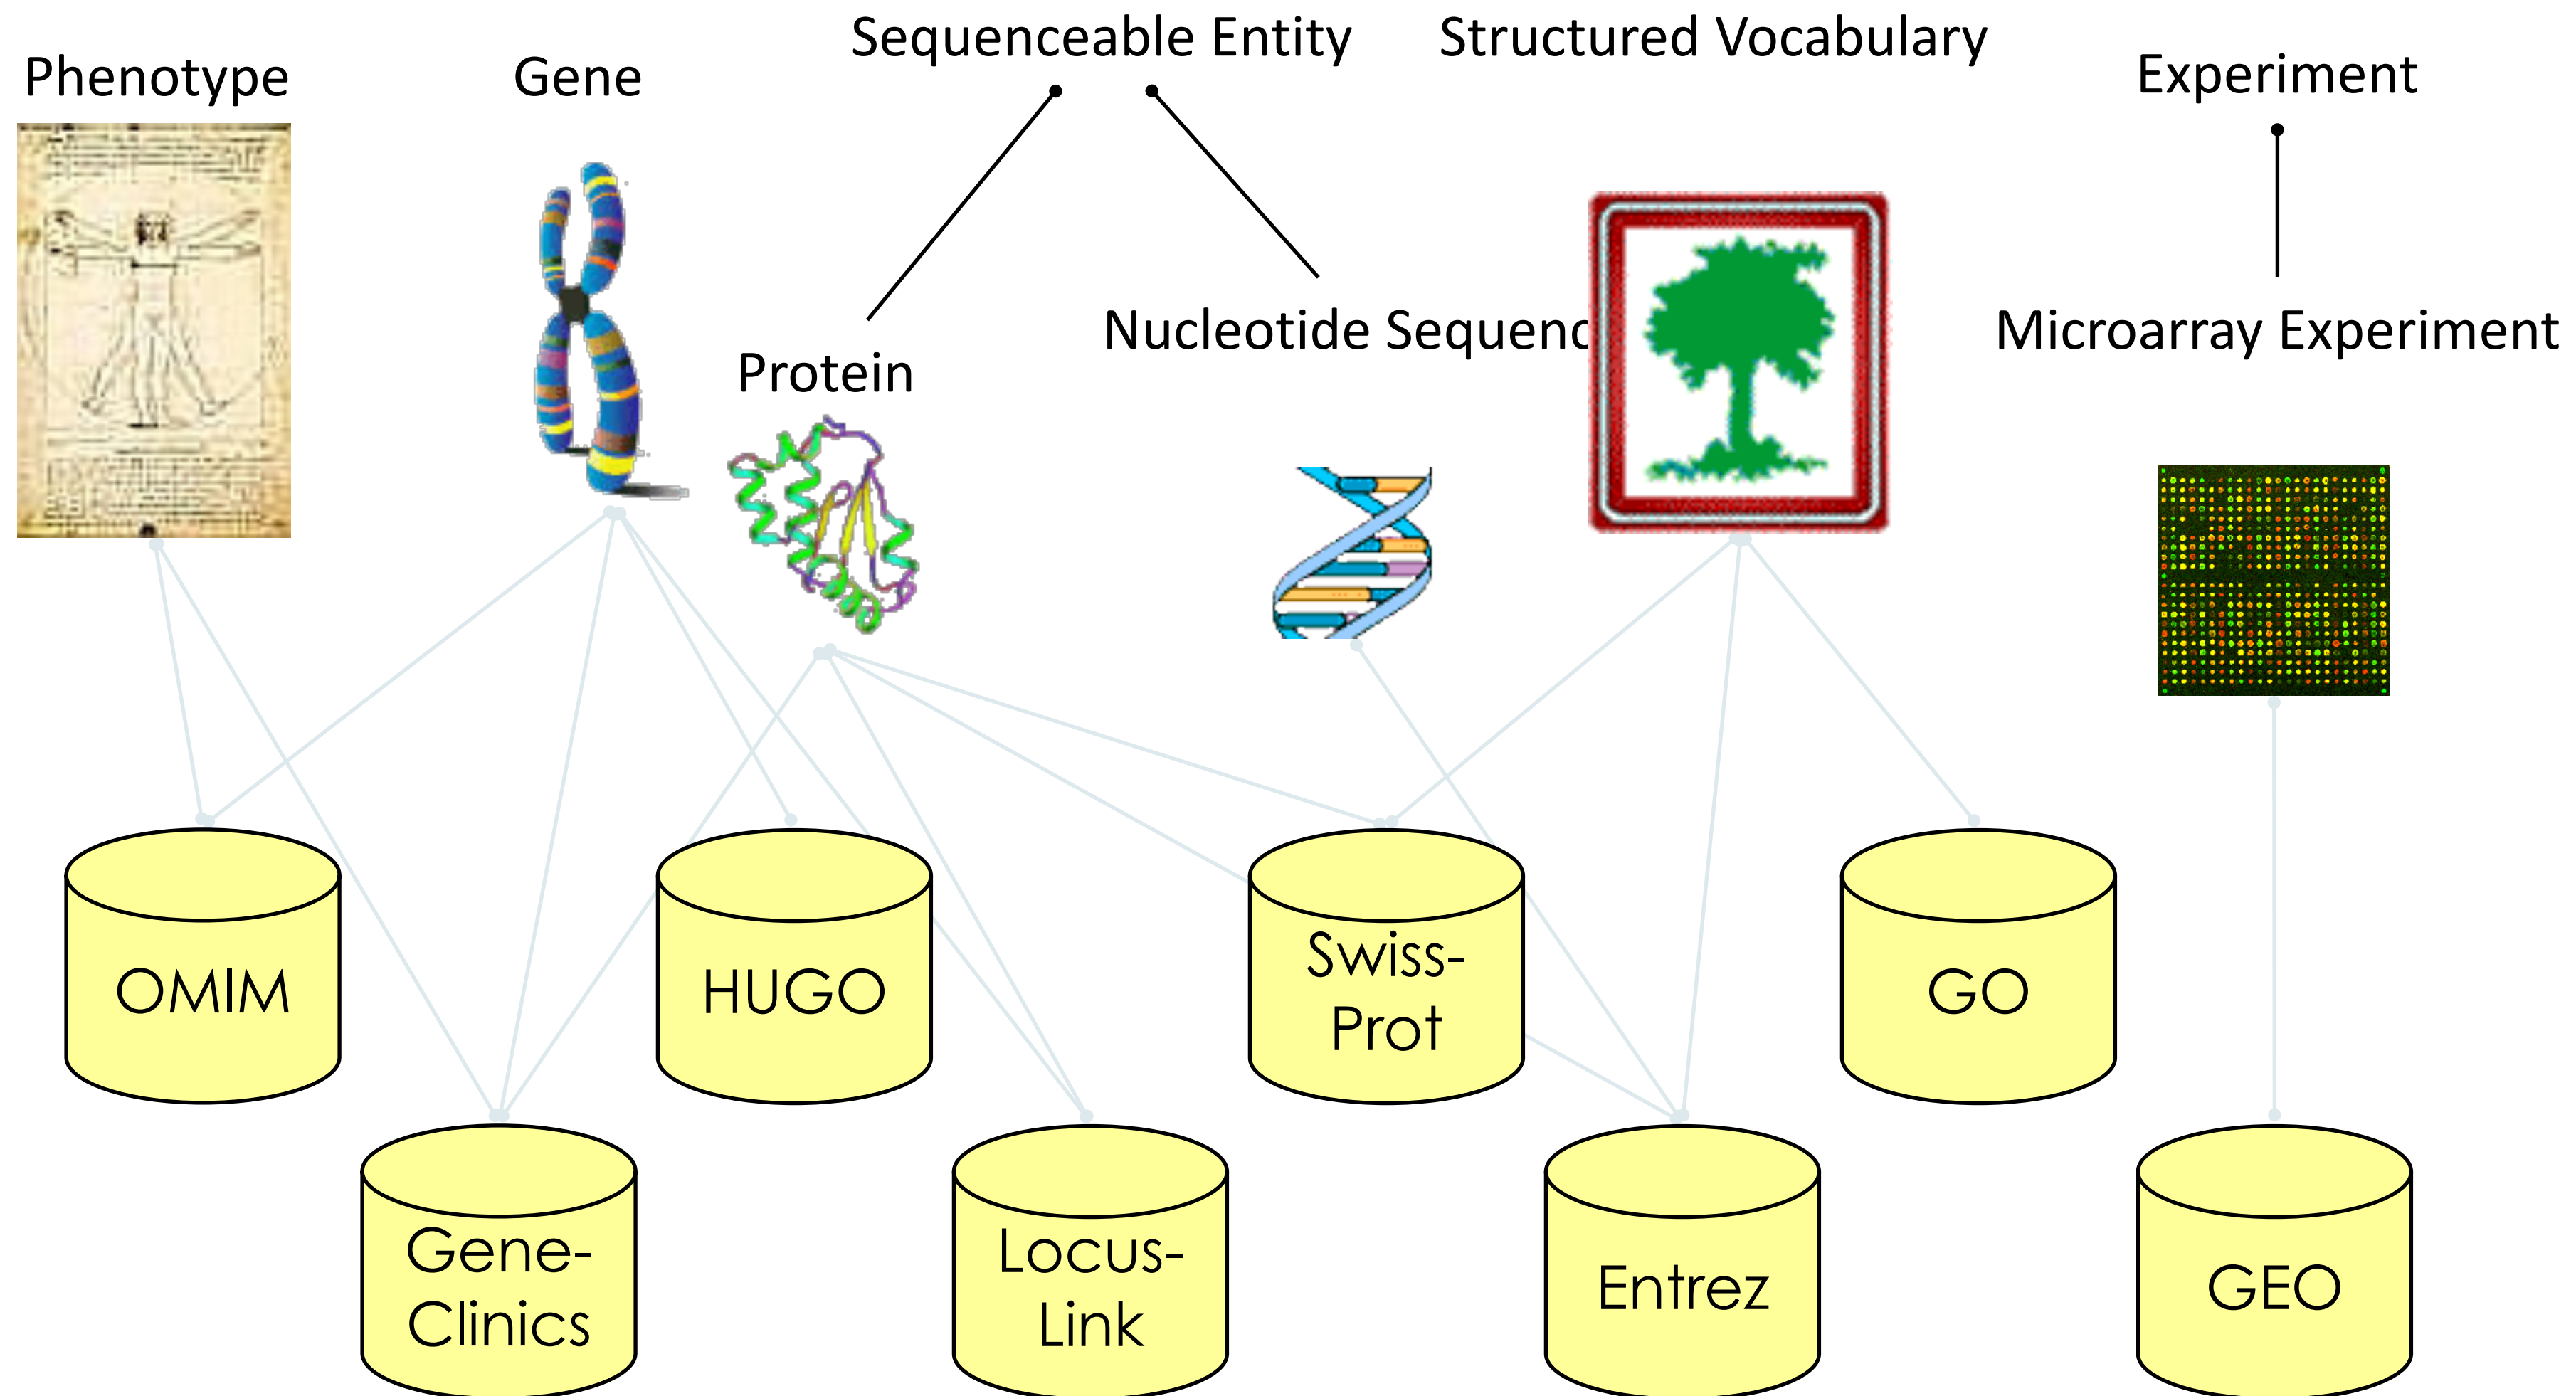 Phenotype
Gene
Sequenceable Entity
Structured Vocabulary
Experiment
Protein
Nucleotide Sequenc
Microarray Experiment
OMIM
HUGO
Swiss-
Prot
GO
Gene-
Clinics
Locus-
Link
Entrez
GEO